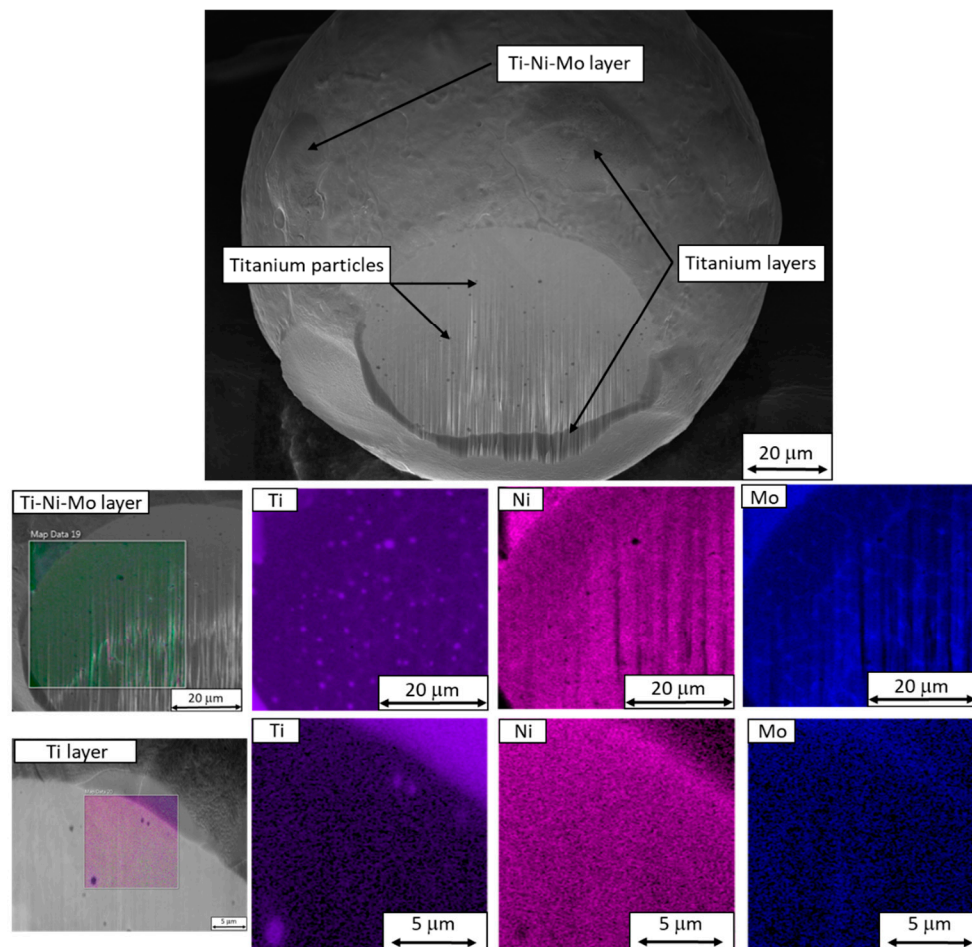 Ti-Ni-Mo layer
Titanium particles
Titanium layers
20 μm
Ti-Ni-Mo layer
Map Data 19
20 μm
Ti
20 μm
Ni
20 μm
Mo
20 μm
Ti layer
5 μm
Ti
5 μm
Ni
5 μm
Mo
5 μm